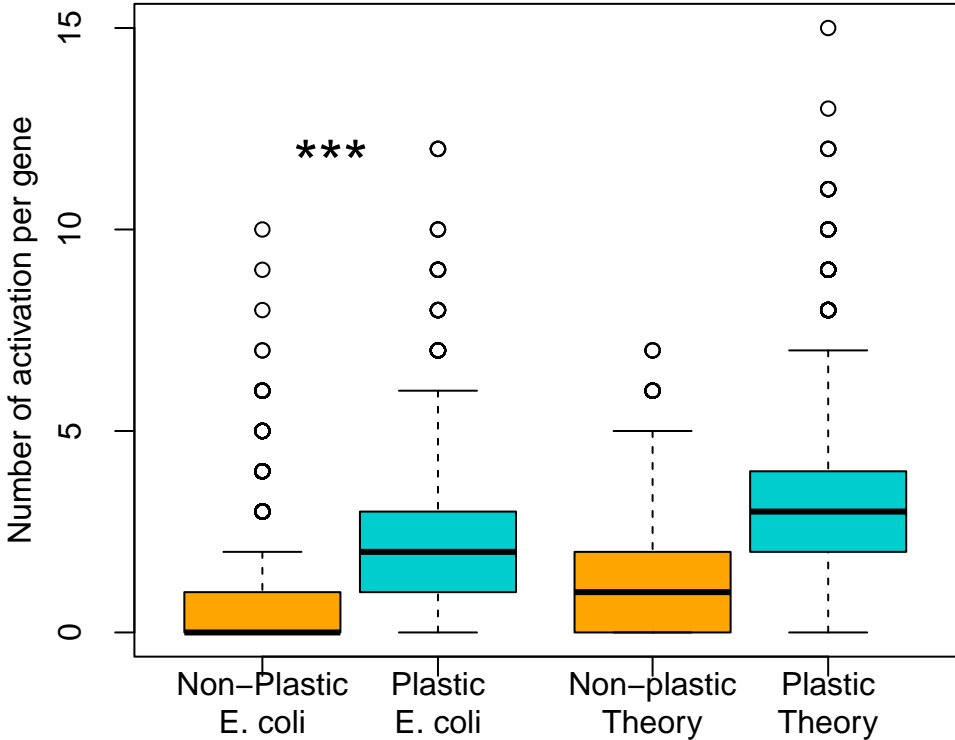 15
10
5
0
Number of activation per gene
***
Non−Plastic
E. coli
Plastic
E. coli
Non−plastic
Theory
Plastic
Theory